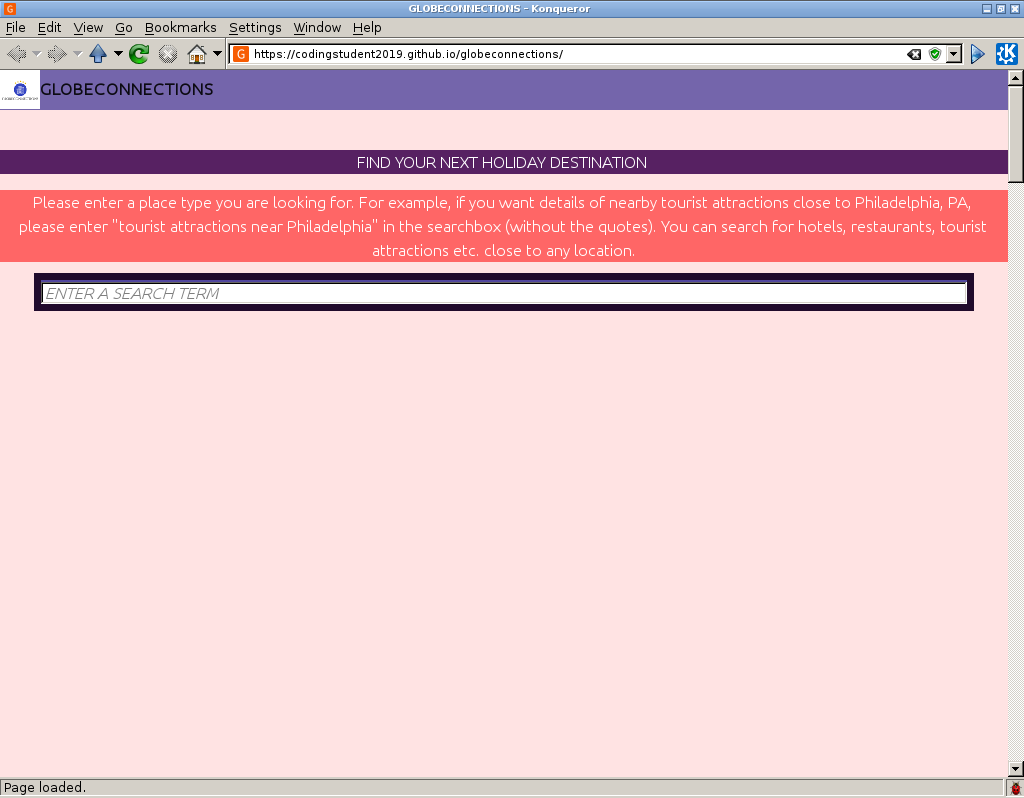 GLOBECONNECTIONS - Konqueror
File Edit View Go Bookmarks Settings Window Help
G https://codingstudent2019.github.io/globeconnections/
GLOBECONNECTIONS
FIND YOUR NEXT HOLIDAY DESTINATION
Please enter a place type you are looking for. For example, if you want details of nearby tourist attractions close to Philadelphia, PA,
please enter "tourist attractions near Philadelphia" in the searchbox (without the quotes). You can search for hotels, restaurants, tourist
attractions etc. close to any location.
ENTER A SEARCH TERM
Page loaded.